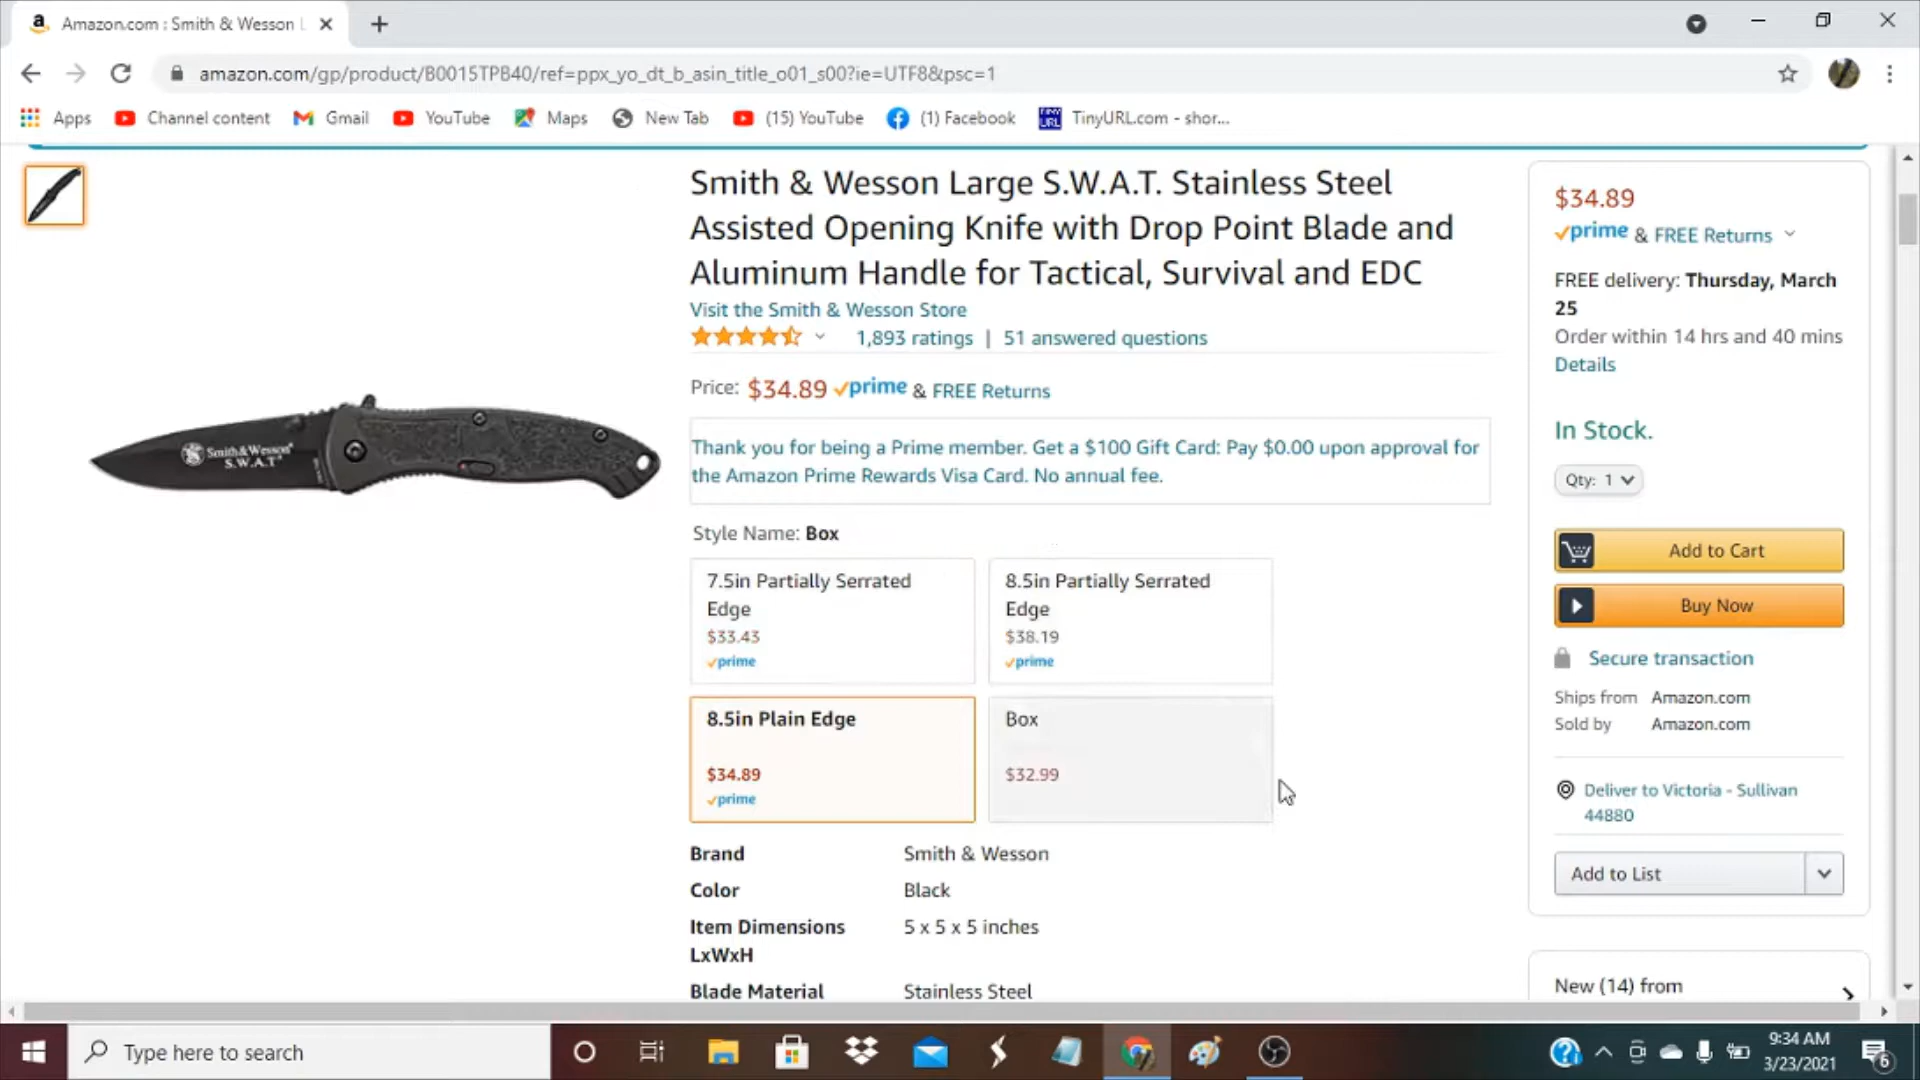 Amazon.com : Smith & Wesson L
amazon.com/gp/product/B0015TPB40/ref=ppx_yo_dt_b_asin_title_o01_s00?ie=UTF8&psc=1
Apps
Channel content
Gmail
YouTube
Maps
New Tab
(15) YouTube
(1) Facebook
TINY
URL
TinyURL.com - shor...
Smith & Wesson Large S.W.A.T. Stainless Steel
Assisted Opening Knife with Drop Point Blade and
Aluminum Handle for Tactical, Survival and EDC
Visit the Smith & Wesson Store
1,893 ratings | 51 answered questions
Price: $34.89 prime & FREE Returns
Thank you for being a Prime member. Get a $100 Gift Card: Pay $0.00 upon approval for
the Amazon Prime Rewards Visa Card. No annual fee.
Style Name: Box
7.5in Partially Serrated
Edge
$33.43
prime
8.5in Partially Serrated
Edge
$38.19
prime
8.5in Plain Edge
$34.89
prime
Box
$32.99
Brand Smith & Wesson
Color Black
Item Dimensions 5 x 5 x 5 inches
LxWxH
Blade Material Stainless Steel
Smith&Wesson
S.W.A.T
$34.89
prime & FREE Returns
FREE delivery: Thursday, March
25
Order within 14 hrs and 40 mins
Details
In Stock.
Qty: 1
Add to Cart
Buy Now
Secure transaction
Ships from Amazon.com
Sold by Amazon.com
Deliver to Victoria - Sullivan
44880
Add to List
New (14) from
Type here to search
9:34 AM
3/23/2021
6